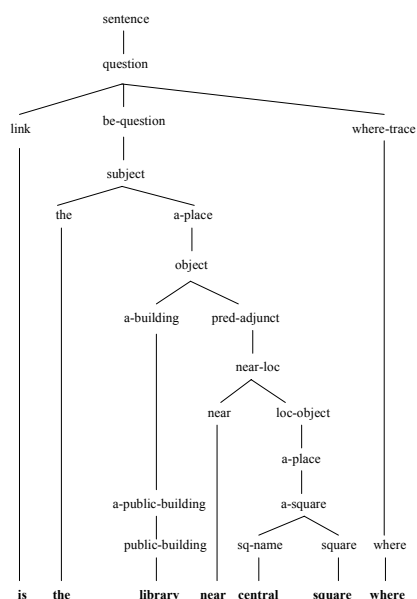 sentence
question
link be-question where-trace
subject
the a-place
object
a-building pred-adjunct
near-loc
near loc-object
a-place
a-public-building a-square
public-building sq-name square where
is the library near central square where